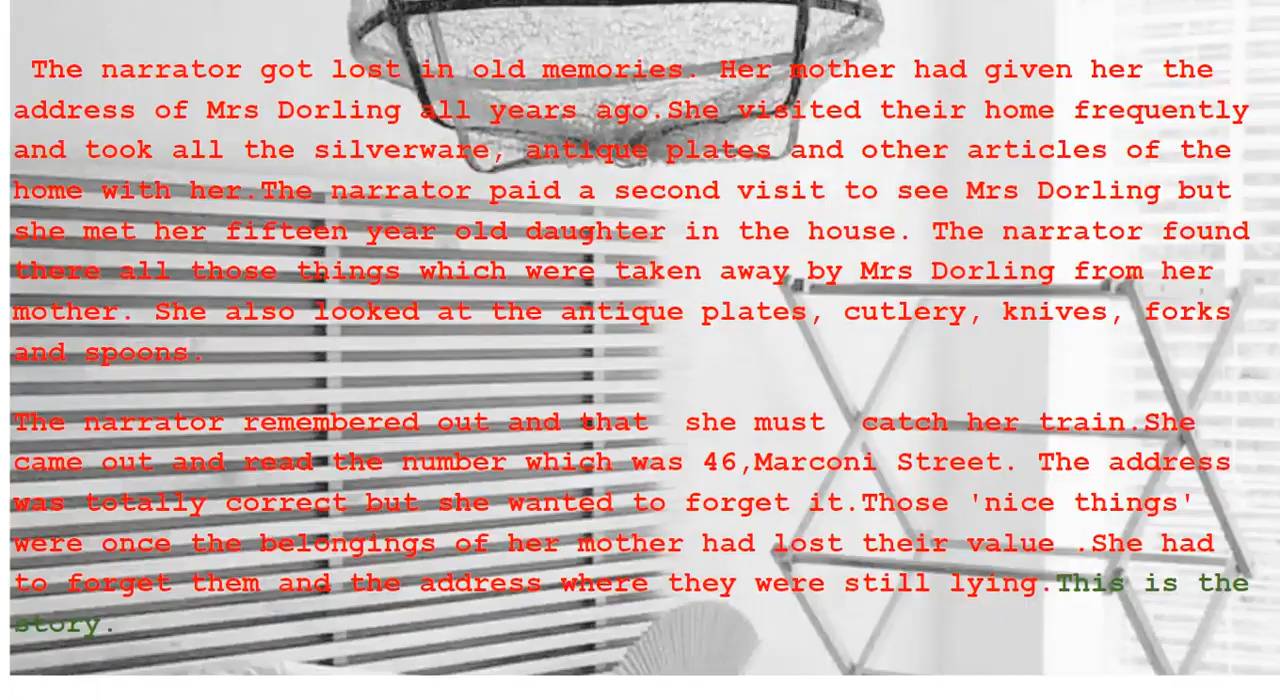 The narrator got lost in old memories. Her mother had given her the
address of Mrs Dorling all years ago.She visited their home frequently
and took all the silverware, antique plates and other articles of the
home with her.The narrator paid a second visit to see Mrs Dorling but
she met her fifteen year old daughter in the house. The narrator found
there all those things which were taken away by Mrs Dorling from her
mother. She also looked at the antique plates, cutlery, knives, forks
and spoons.
The narrator remembered out and that she must catch her train.She
came out and read the number which was 46,Marconi Street. The address
was totally correct but she wanted to forget it.Those 'nice things'
were once the belongings of her mother had lost their value .She had
to forget them and the address where they were still lying.This is the
story.